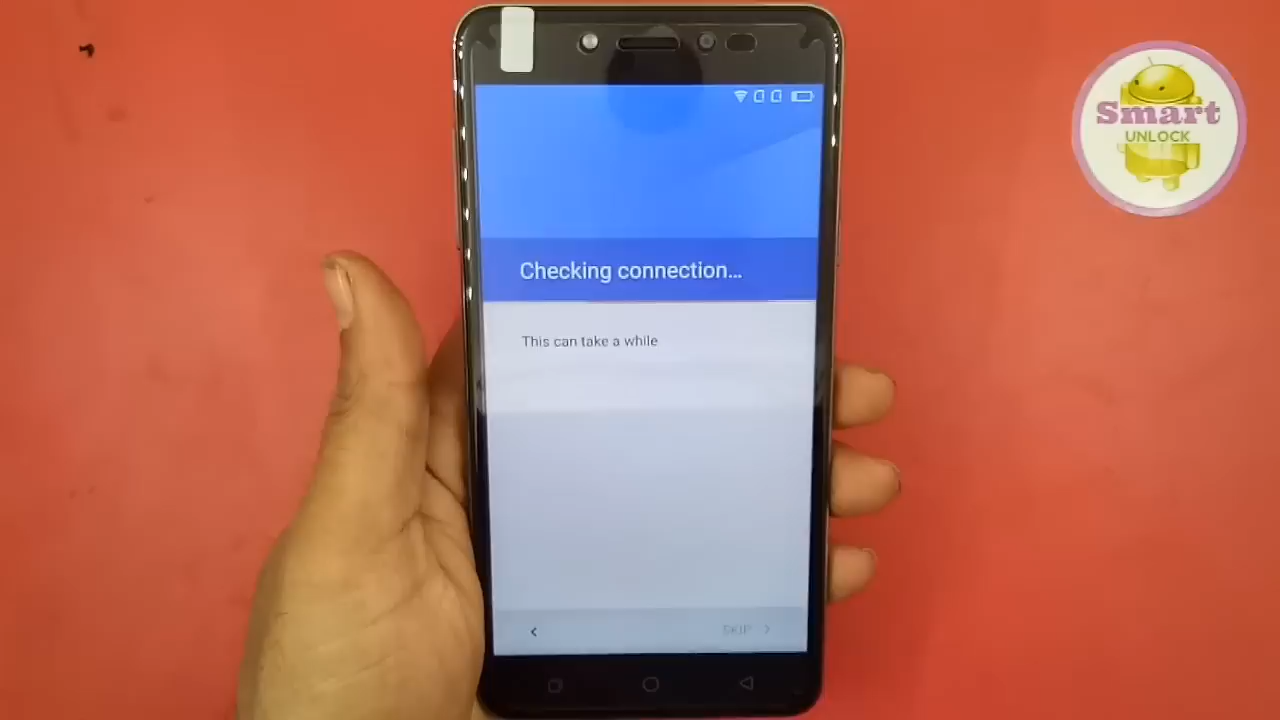 Smart
UNLOCK
Checking connection...
This can take a while
SKIP